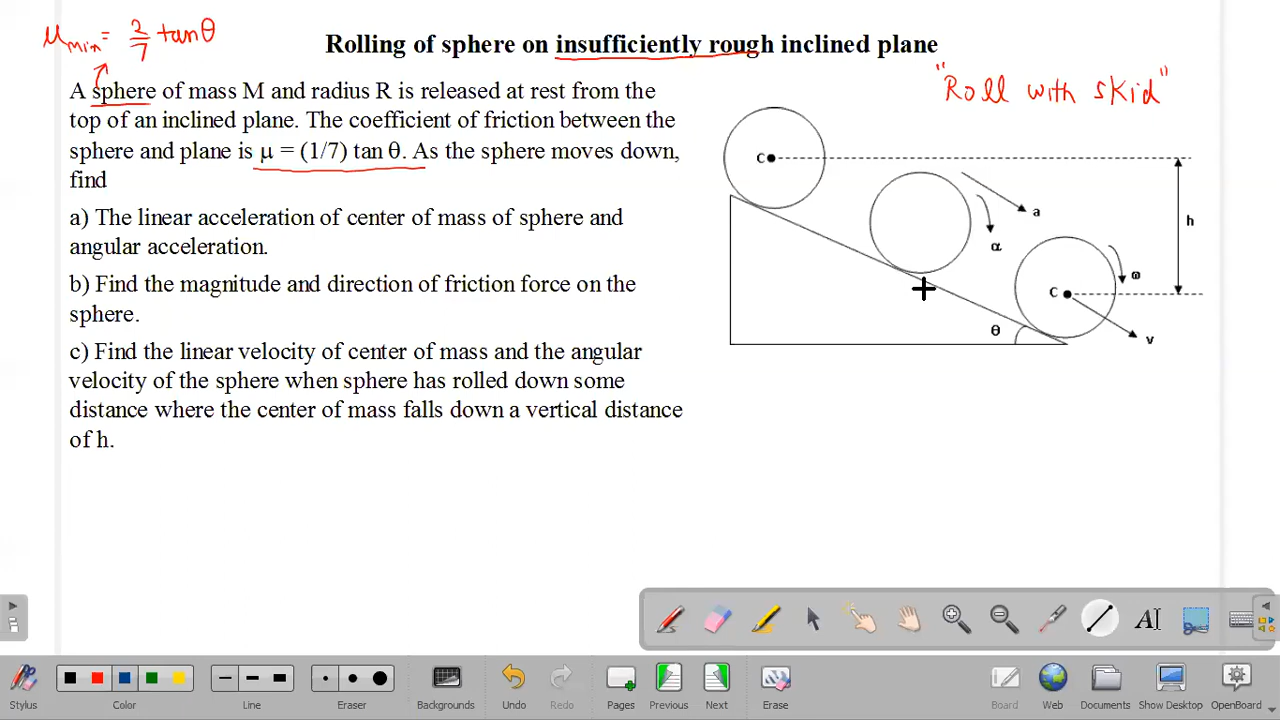 μmin = 2/7 tanθ
Rolling of sphere on insufficiently rough inclined plane
"Roll with skid"
A sphere of mass M and radius R is released at rest from the
top of an inclined plane. The coefficient of friction between the
sphere and plane is μ = (1/7) tan θ. As the sphere moves down,
find
a) The linear acceleration of center of mass of sphere and
angular acceleration.
b) Find the magnitude and direction of friction force on the
sphere.
c) Find the linear velocity of center of mass and the angular
velocity of the sphere when sphere has rolled down some
distance where the center of mass falls down a vertical distance
of h.
C
a
α
h
C
ω
θ
v
Stylus
Color
Line
Eraser
Backgrounds
Undo
Redo
Pages
Previous
Next
Erase
Board
Web
Documents
Show Desktop
OpenBoard